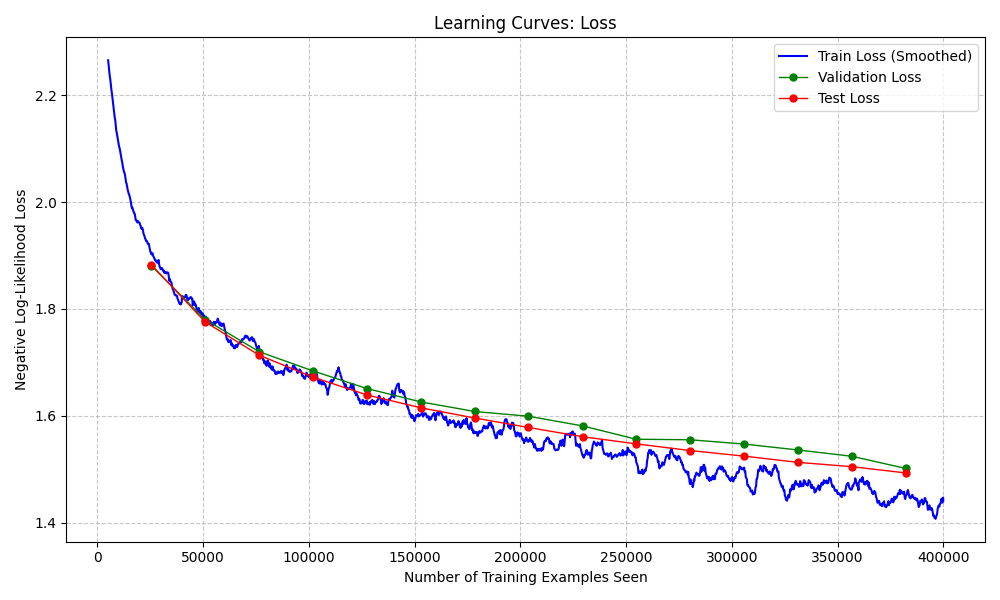 Learning Curves: Loss
Train Loss (Smoothed)
Validation Loss
Test Loss
Negative Log-Likelihood Loss
2.2
2.0
1.8
1.6
1.4
0 50000 100000 150000 200000 250000 300000 350000 400000
Number of Training Examples Seen